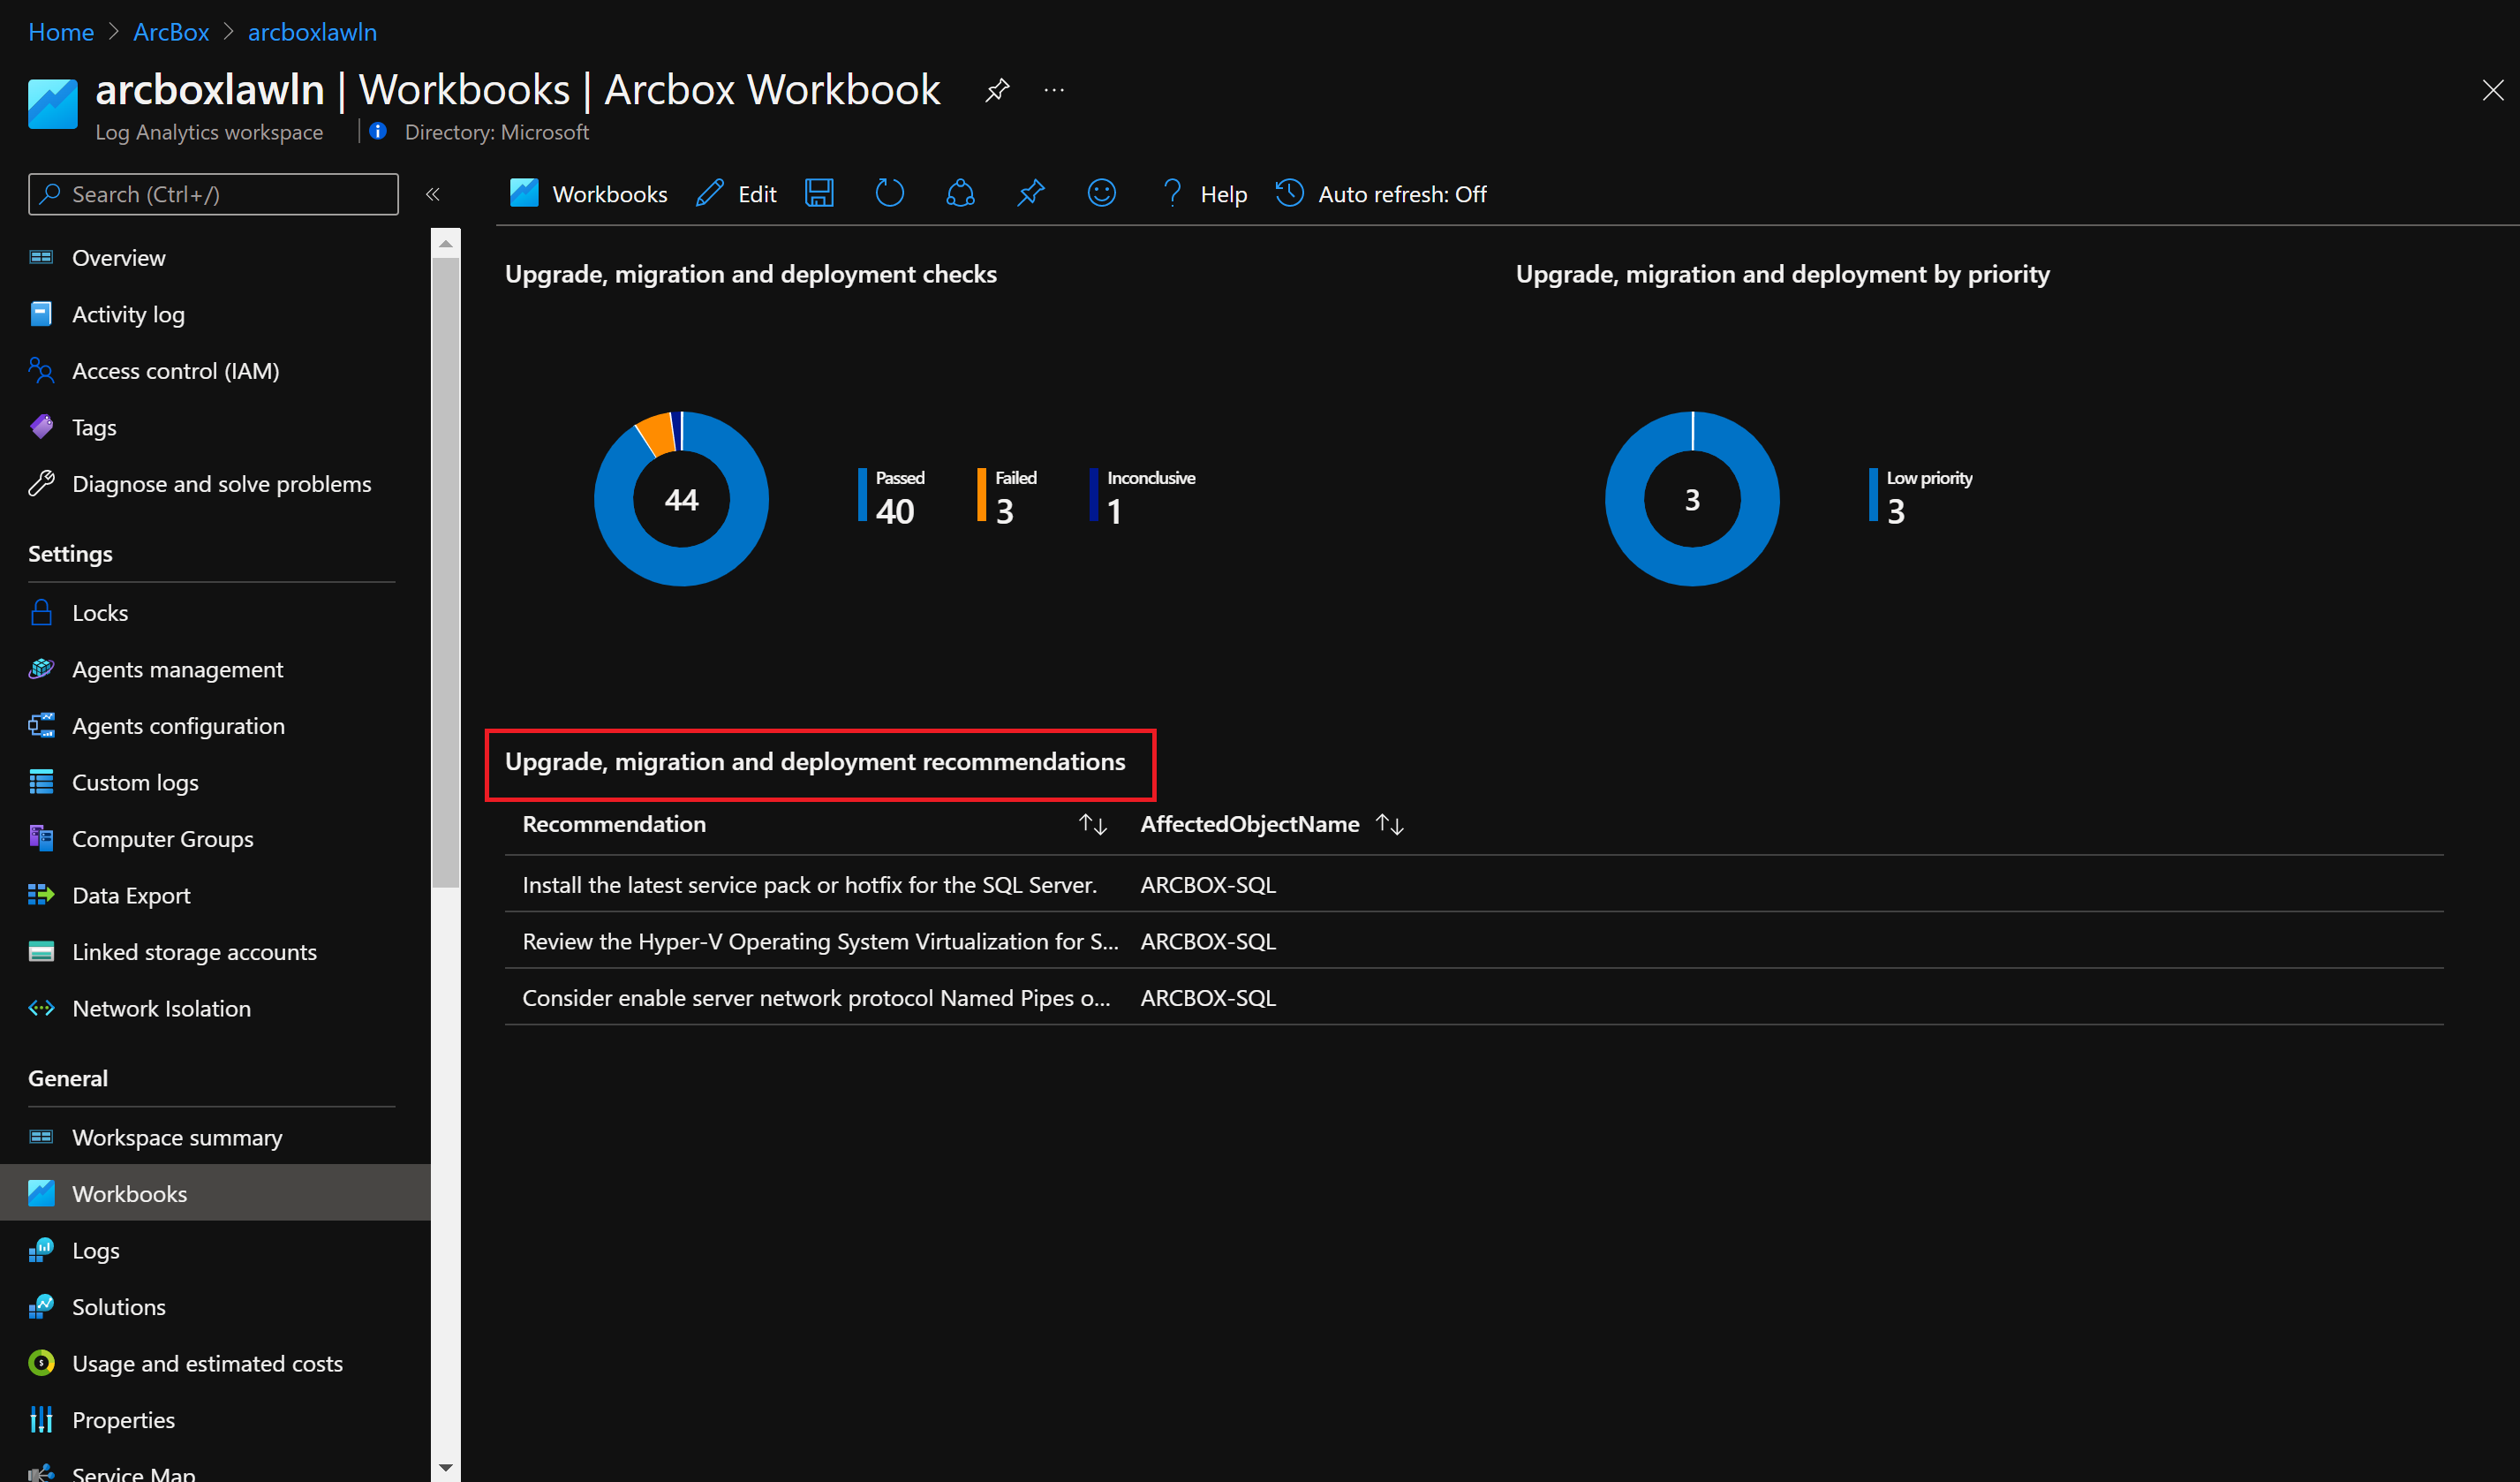 Home > ArcBox > arcboxlawln
arcboxlawln | Workbooks | Arcbox Workbook ...
Log Analytics workspace | Directory: Microsoft
Search (Ctrl+/)
«
Overview
Activity log
Access control (IAM)
Tags
Diagnose and solve problems
Settings
Locks
Agents management
Agents configuration
Custom logs
Computer Groups
Data Export
Linked storage accounts
Network Isolation
General
Workspace summary
Workbooks
Logs
Solutions
Usage and estimated costs
Properties
Service Map
Workbooks Edit ? Help Auto refresh: Off
Upgrade, migration and deployment checks
44
Passed
40
Failed
3
Inconclusive
1
Upgrade, migration and deployment by priority
3
Low priority
3
Upgrade, migration and deployment recommendations
Recommendation ↑↓ AffectedObjectName ↑↓
Install the latest service pack or hotfix for the SQL Server. ARCBOX-SQL
Review the Hyper-V Operating System Virtualization for S... ARCBOX-SQL
Consider enable server network protocol Named Pipes o... ARCBOX-SQL